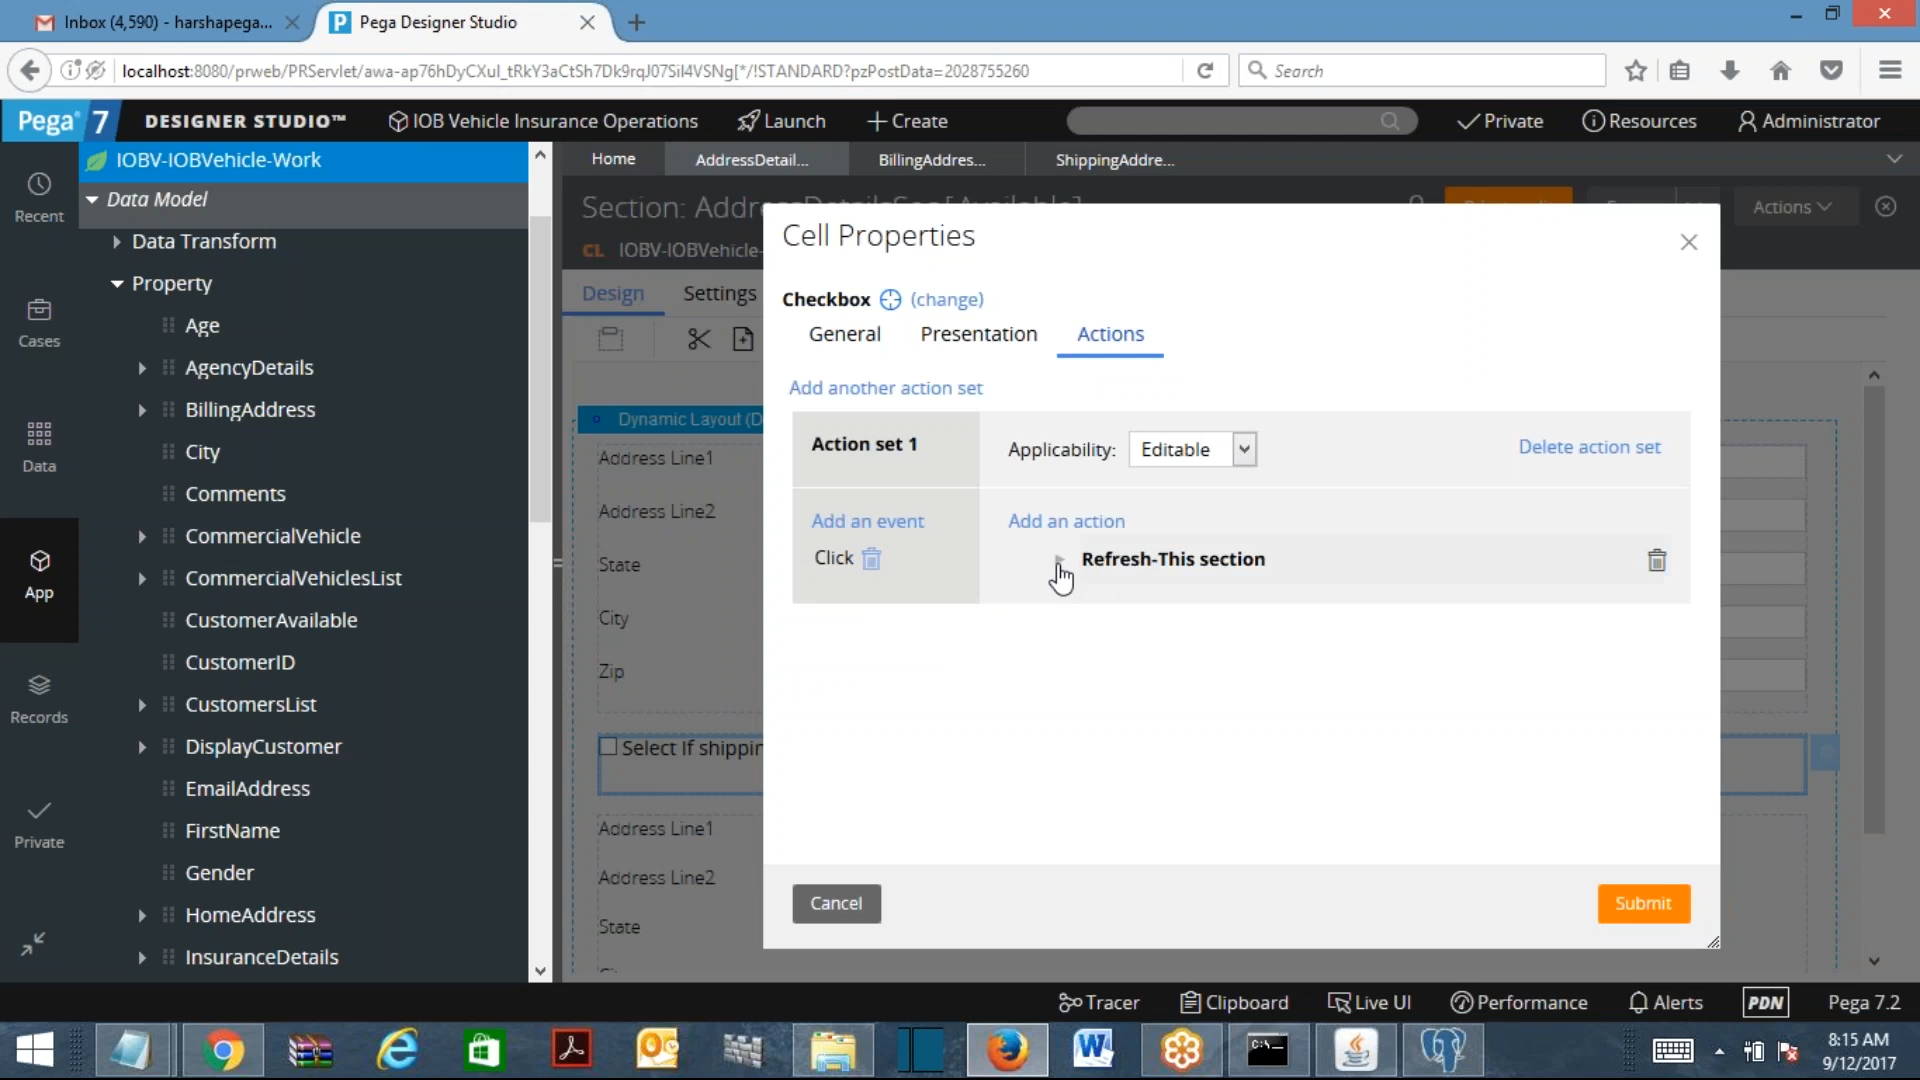 Inbox (4,590) - harshapega...
Pega Designer Studio
localhost:8080/prweb/PRServlet/awa-ap76hDyCXuI_tRkY3aCtSh7Dk9rqJ07SiI4VSNg[*/!STANDARD?pzPostData=2028755260
Search
Pega 7
DESIGNER STUDIO™
IOB Vehicle Insurance Operations
Launch
Create
Private
Resources
Administrator
Recent
Cases
Data
App
Records
Private
IOBV-IOBVehicle-Work
Data Model
Data Transform
Property
Age
AgencyDetails
BillingAddress
City
Comments
CommercialVehicle
CommercialVehiclesList
CustomerAvailable
CustomerID
CustomersList
DisplayCustomer
EmailAddress
FirstName
Gender
HomeAddress
InsuranceDetails
Home
AddressDetail...
BillingAddres...
ShippingAddre...
Actions
CL IOBV-IOBVehicle-
Design
Settings
Dynamic Layout (D
Address Line1
Address Line2
State
City
Zip
Select If shippin
Address Line1
Address Line2
State
Cell Properties
Checkbox (change)
General
Presentation
Actions
Add another action set
Action set 1
Applicability: Editable
Delete action set
Add an event
Add an action
Click
Refresh-This section
Cancel
Submit
Tracer
Clipboard
Live UI
Performance
Alerts
PDN
Pega 7.2
8:15 AM
9/12/2017